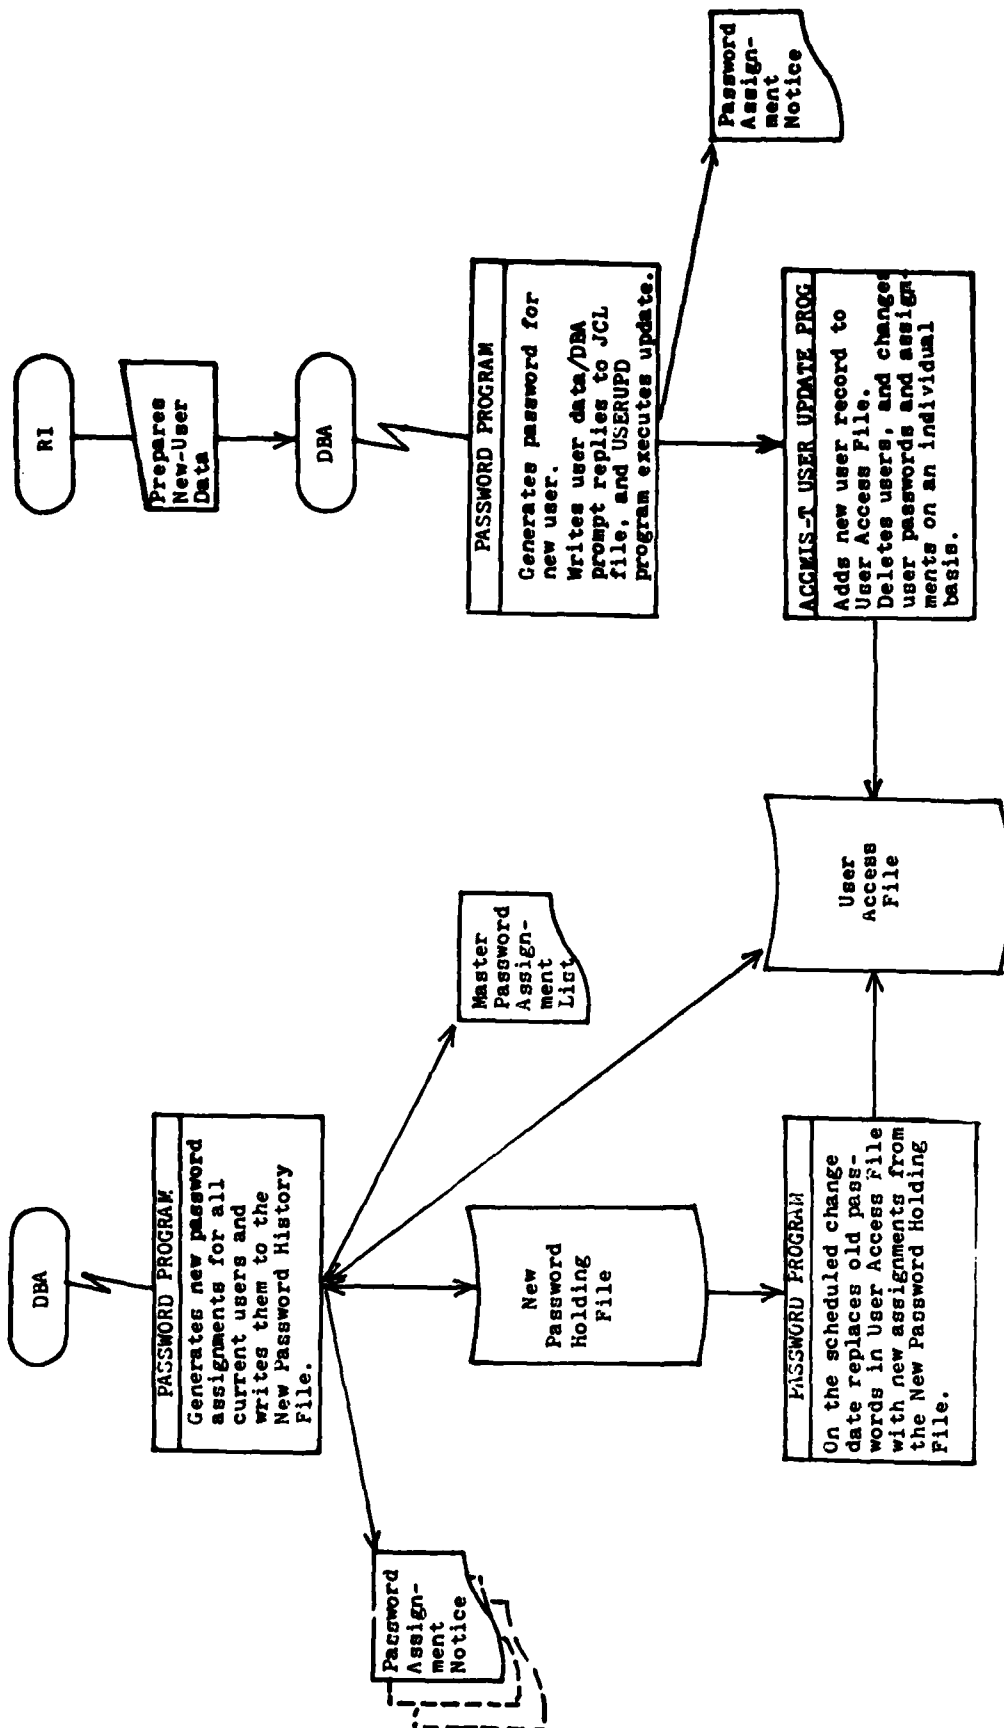 DBA
PASSWORD PROGRAM
Generates new password
assignments for all
current users and
writes them to the
New Password History
File.
Password
Assign-
ment
Notice
Master
Password
Assign-
ment
List
New
Password
Holding
File
PASSWORD PROGRAM
On the scheduled change
date replaces old pass-
words in User Access File
with new assignments from
the New Password Holding
File.
User
Access
File
RI
Prepares
New-User
Data
DBA
PASSWORD PROGRAM
Generates password for
new user.
Writes user data/DBA
prompt replies to JCL
file, and USERUPD
program executes update.
Password
Assign-
ment
Notice
ACCMIS-T USER UPDATE PROG
Adds new user record to
User Access File.
Deletes users, and changes
user passwords and assign-
ments on an individual
basis.